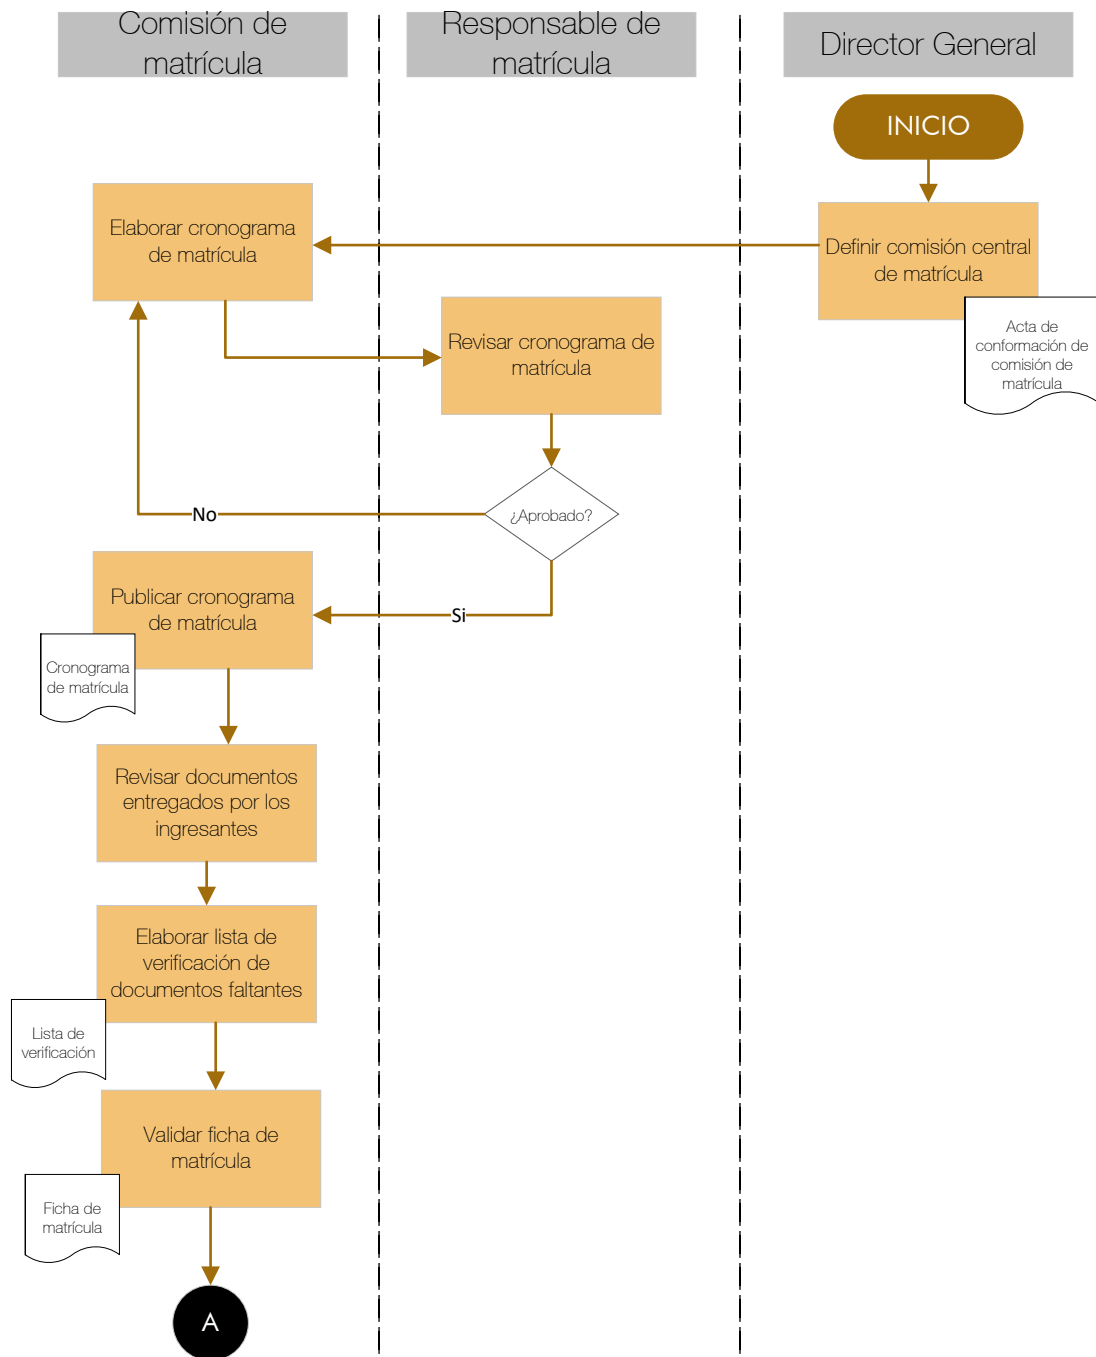 Comisión de
matrícula
Responsable de
matrícula
Director General
INICIO
Elaborar cronograma
de matrícula
Definir comisión central
de matrícula
Acta de
conformación de
comisión de
matrícula
Revisar cronograma de
matrícula
¿Aprobado?
No
Si
Publicar cronograma
de matrícula
Cronograma
de matrícula
Revisar documentos
entregados por los
ingresantes
Elaborar lista de
verificación de
documentos faltantes
Lista de
verificación
Validar ficha de
matrícula
Ficha de
matrícula
A